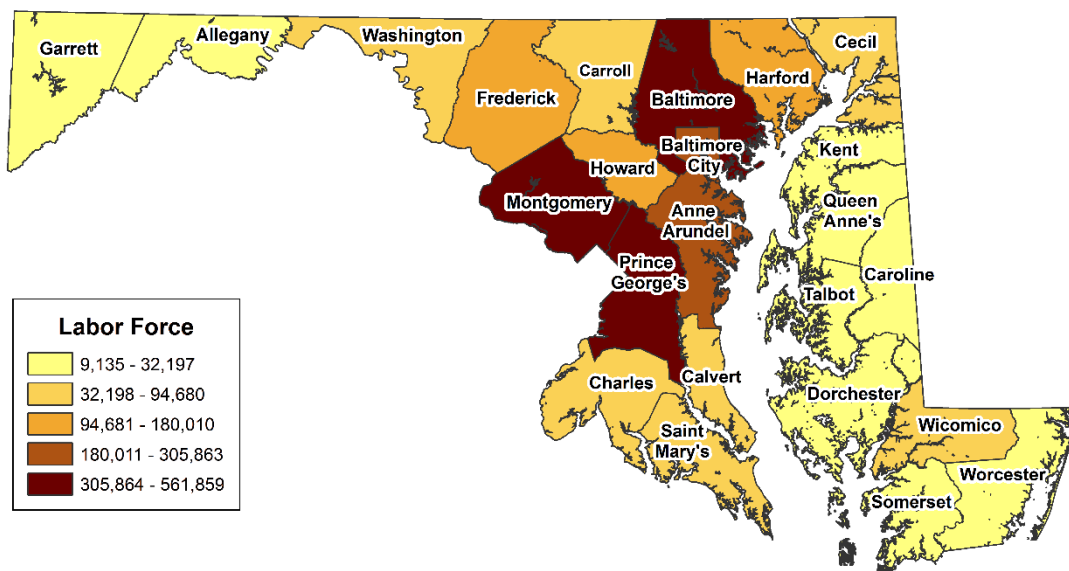 Garrett
Allegany
Washington
Frederick
Carroll
Baltimore
Harford
Cecil
Baltimore
City
Howard
Montgomery
Anne
Arundel
Prince
George's
Kent
Queen
Anne's
Caroline
Talbot
Charles
Calvert
Saint
Mary's
Dorchester
Wicomico
Worcester
Somerset
Labor Force
9,135 - 32,197
32,198 - 94,680
94,681 - 180,010
180,011 - 305,863
305,864 - 561,859